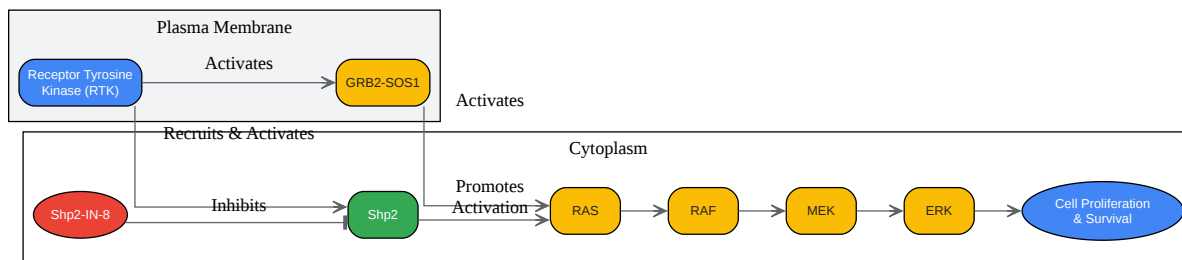 Plasma Membrane
Activates
Receptor Tyrosine
Kinase (RTK)
GRB2-SOS1
Activates
Recruits & Activates
Cytoplasm
Shp2-IN-8
Inhibits
Shp2
Promotes
Activation
RAS
RAF
MEK
ERK
Cell Proliferation
& Survival